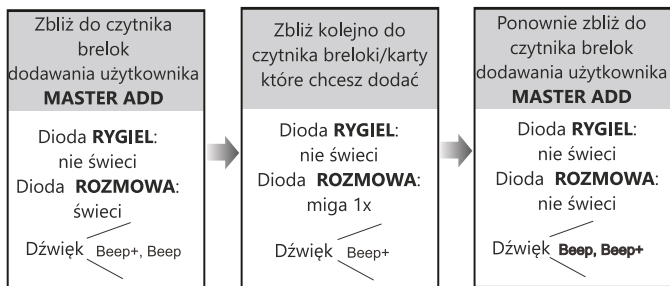 Zbliż do czytnika
brelok
dodawania użytkownika
MASTER ADD
Dioda RYGIEL:
nie świeci
Dioda ROZMOWA:
świeci
Dźwięk Beep+, Beep
Zbliż kolejno do
czytnika breloki/karty
które chcesz dodać
Dioda RYGIEL:
nie świeci
Dioda ROZMOWA:
miga 1x
Dźwięk Beep+
Ponownie zbliż do
czytnika brelok
dodawania użytkownika
MASTER ADD
Dioda RYGIEL:
nie świeci
Dioda ROZMOWA:
nie świeci
Dźwięk Beep, Beep+